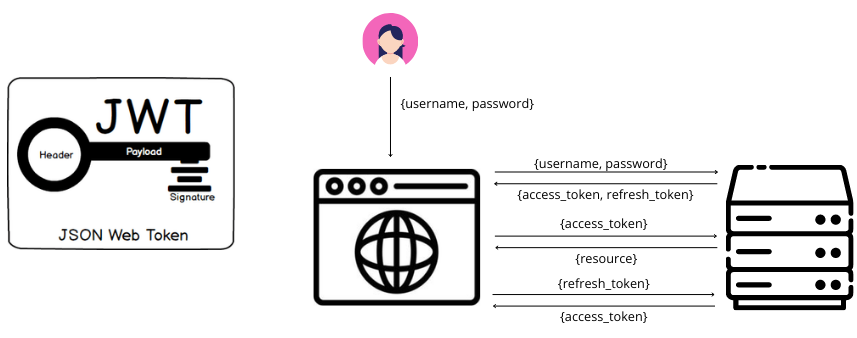 JWT
Header
Payload
Signature
JSON Web Token
{username, password}
{username, password}
{access_token, refresh_token}
{access_token}
{resource}
{refresh_token}
{access_token}